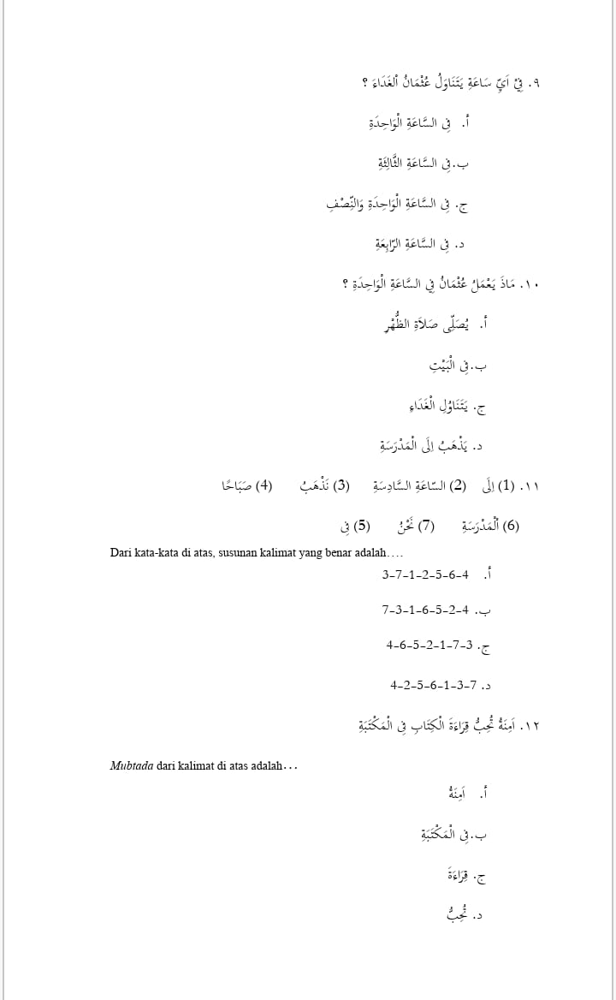 ٩. فِيْ اَيِّ سَاعَةِ يَتَنَاوَلُ عُثْمَانُ اْلغَدَاءَ ؟
أ. فِى السَّاعَةِ الْوَاحِدَةِ
ب. فِى السَّاعَةِ الثَّالِثَةِ
ج. فِى السَّاعَةِ الْوَاحِدَةِ وَالنِّصْفِ
د. فِى السَّاعَةِ الرّابِعَةِ
١٠. مَاذَ يَعْمَلُ عُثْمَانُ فِي السَّاعَةِ الْوَاحِدَةِ ؟
أ. يُصَلِّى صَلاَةِ الظُّهْرِ
ب. فِى الْبَيْتِ
ج. يَتَنَاوُلِ الْغَدَاءِ
د. يَذْهَبُ اِلَى الْمَدْرَسَةِ
١١. (1) اِلَى (2) السّاعَةِ السَّادِسَةِ (3) نَذْهَبُ (4) صَبَاحًا
(6) اَلْمَدْرَسَةِ (7) نَحْنُ (5) فِى
Dari kata-kata di atas, susunan kalimat yang benar adalah….
أ. 3-7-1-2-5-6-4
ب. 7-3-1-6-5-2-4
ج. 4-6-5-2-1-7-3
د. 4-2-5-6-1-3-7
١٢. اَمِنَةُ تُحِبُّ قِرَاءَةَ الْكِتَابِ فِى الْمَكْتَبَةِ
Mubtada dari kalimat di atas adalah…
أ. اَمِنَةُ
ب. فِى الْمَكْتَبَةِ
ج. قِرَاءَةَ
د. تُحِبُّ